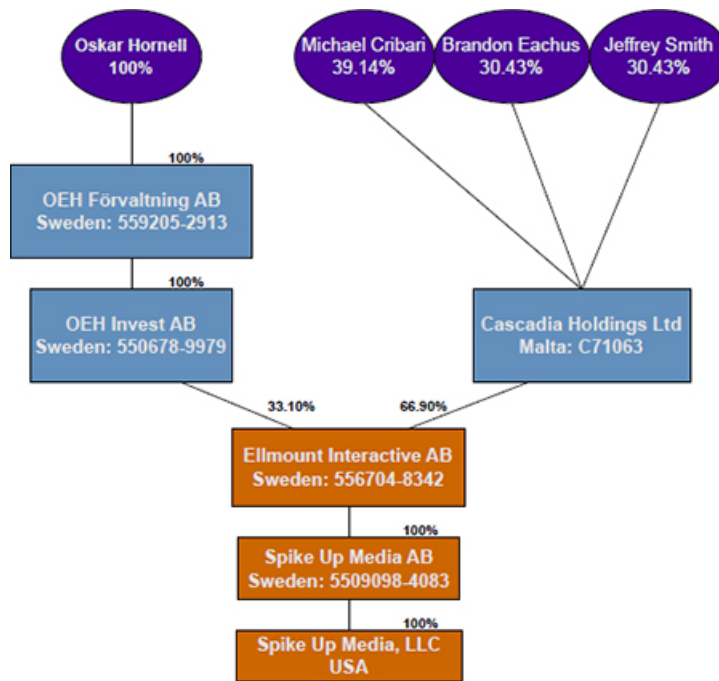 Oskar Hornell
100%
Michael Cribari
39.14%
Brandon Eachus
30.43%
Jeffrey Smith
30.43%
100%
OEH Förvaltning AB
Sweden: 559205-2913
100%
OEH Invest AB
Sweden: 550678-9979
Cascadia Holdings Ltd
Malta: C71063
33.10%
66.90%
Ellmount Interactive AB
Sweden: 556704-8342
100%
Spike Up Media AB
Sweden: 5509098-4083
100%
Spike Up Media, LLC
USA